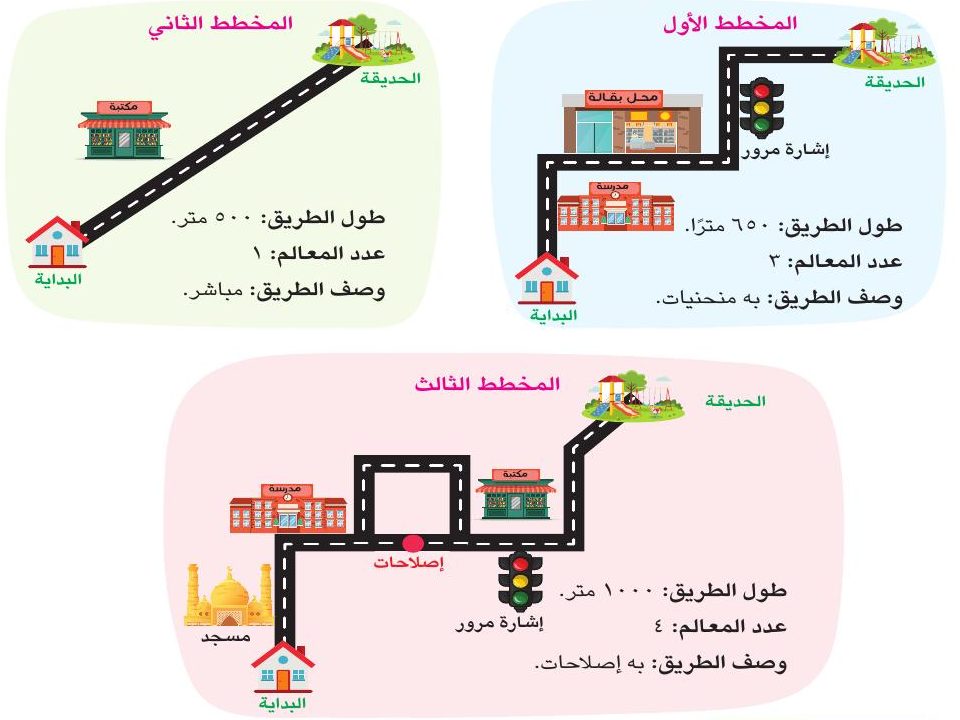 المخطط الأول
الحديقة
محل بقالة
إشارة مرور
مدرسة
طول الطريق: ٦٥٠ مترًا.
عدد المعالم: ٣
وصف الطريق: به منحنيات.
البداية
المخطط الثاني
الحديقة
مكتبة
طول الطريق: ٥٠٠ متر.
عدد المعالم: ١
وصف الطريق: مباشر.
البداية
المخطط الثالث
الحديقة
مكتبة
مدرسة
إصلاحات
إشارة مرور
مسجد
طول الطريق: ١٠٠٠ متر.
عدد المعالم: ٤
وصف الطريق: به إصلاحات.
البداية